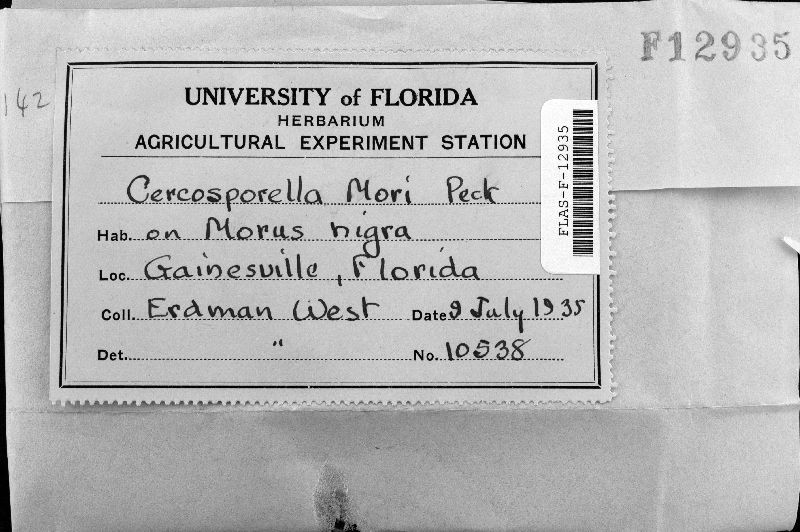 F12935
142
UNIVERSITY of FLORIDA
HERBARIUM
AGRICULTURAL EXPERIMENT STATION
Cercosporella Mori Peck
Hab. on Morus nigra
Loc. Gainesville, Florida
Coll. Erdman West Date 9 July 1935
Det. " No. 10538
FLAS-F-12935